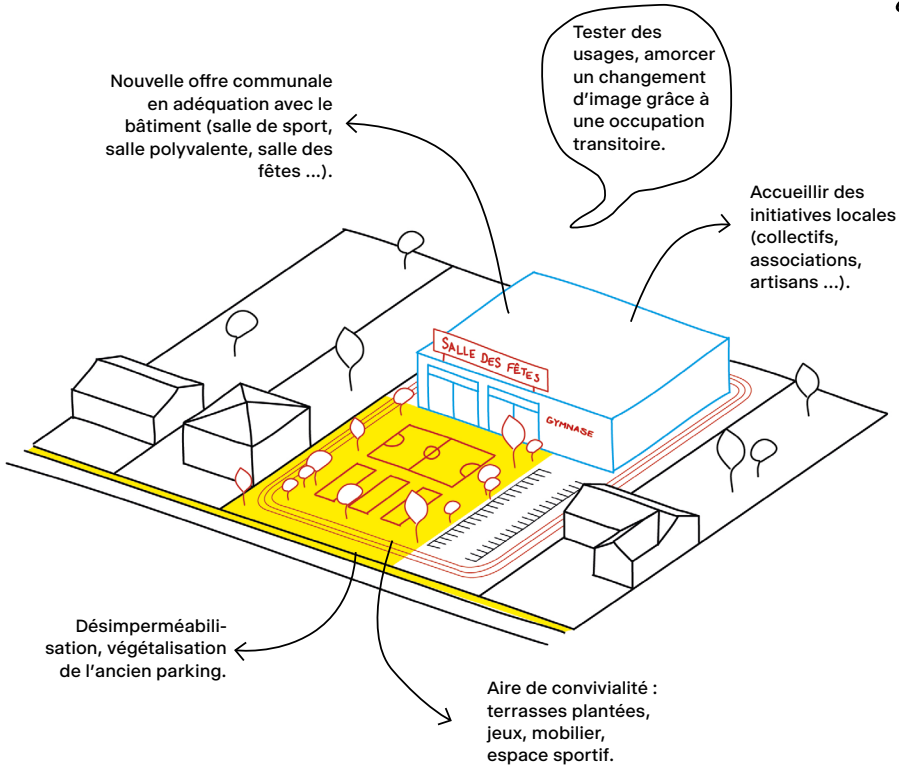 Tester des
usages, amorcer
un changement
d'image grâce à
une occupation
transitoire.
Nouvelle offre communale
en adéquation avec le
bâtiment (salle de sport,
salle polyvalente, salle des
fêtes ...).
Accueillir des
initiatives locales
(collectifs,
associations,
artisans ...).
SALLE DES FÊTES
GYMNASE
Désimperméabili-
sation, végétalisation
de l'ancien parking.
Aire de convivialité :
terrasses plantées,
jeux, mobilier,
espace sportif.